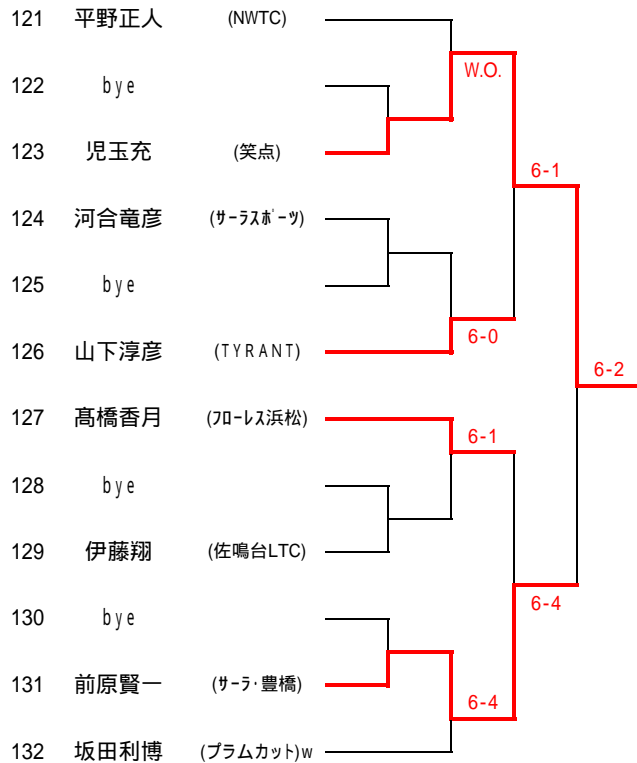 121 平野正人 (NWTC)
W.O.
122 bye
123 児玉充 (笑点)
6-1
124 河合竜彦 (サーラスポーツ)
125 bye
6-0
126 山下淳彦 (TYRANT)
6-2
127 髙橋香月 (フローレス浜松)
6-1
128 bye
129 伊藤翔 (佐鳴台LTC)
6-4
130 bye
131 前原賢一 (サーラ・豊橋)
6-4
132 坂田利博 (プラムカット)w